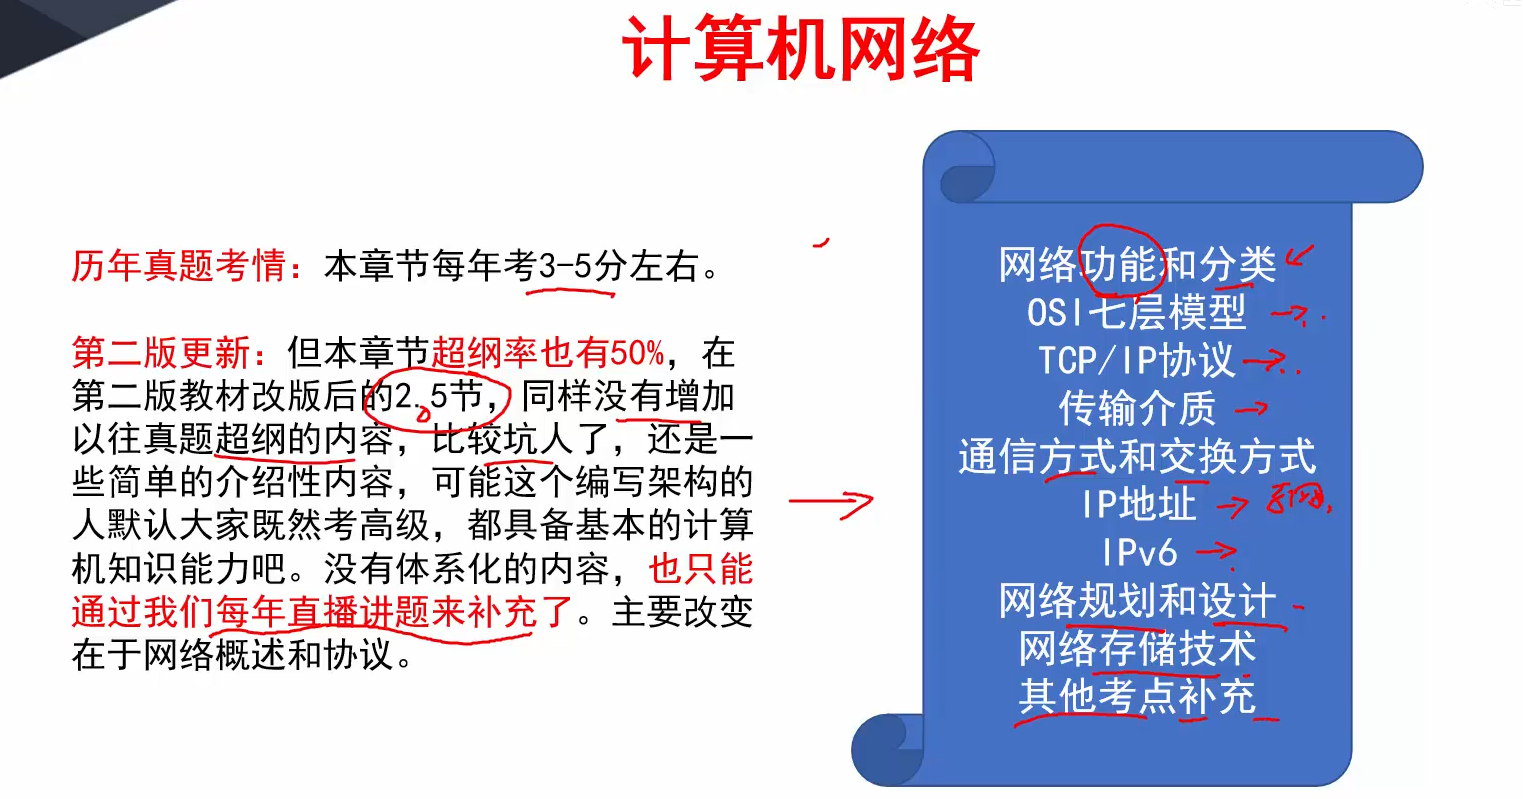 计算机网络
历年真题考情：本章节每年考3-5分左右。
第二版更新：但本章节超纲率也有50%，在
第二版教材改版后的2.5节，同样没有增加
以往真题超纲的内容，比较坑人了，还是一
些简单的介绍性内容，可能这个编写架构的
人默认大家既然考高级，都具备基本的计算
机知识能力吧。没有体系化的内容，也只能
通过我们每年直播讲题来补充了。主要改变
在于网络概述和协议。
网络功能和分类
OSI七层模型
TCP/IP协议
传输介质
通信方式和交换方式
IP地址
IPv6
网络规划和设计
网络存储技术
其他考点补充